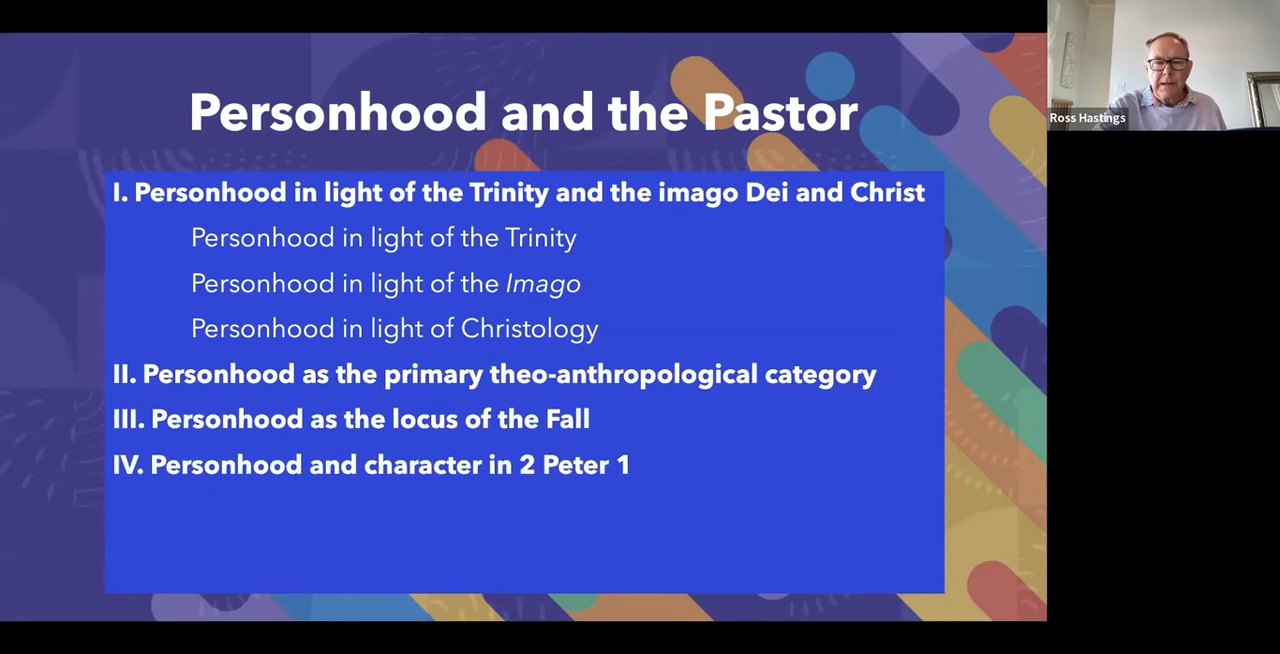 Personhood and the Pastor
I. Personhood in light of the Trinity and the imago Dei and Christ
Personhood in light of the Trinity
Personhood in light of the Imago
Personhood in light of Christology
II. Personhood as the primary theo-anthropological category
III. Personhood as the locus of the Fall
IV. Personhood and character in 2 Peter 1
Ross Hastings